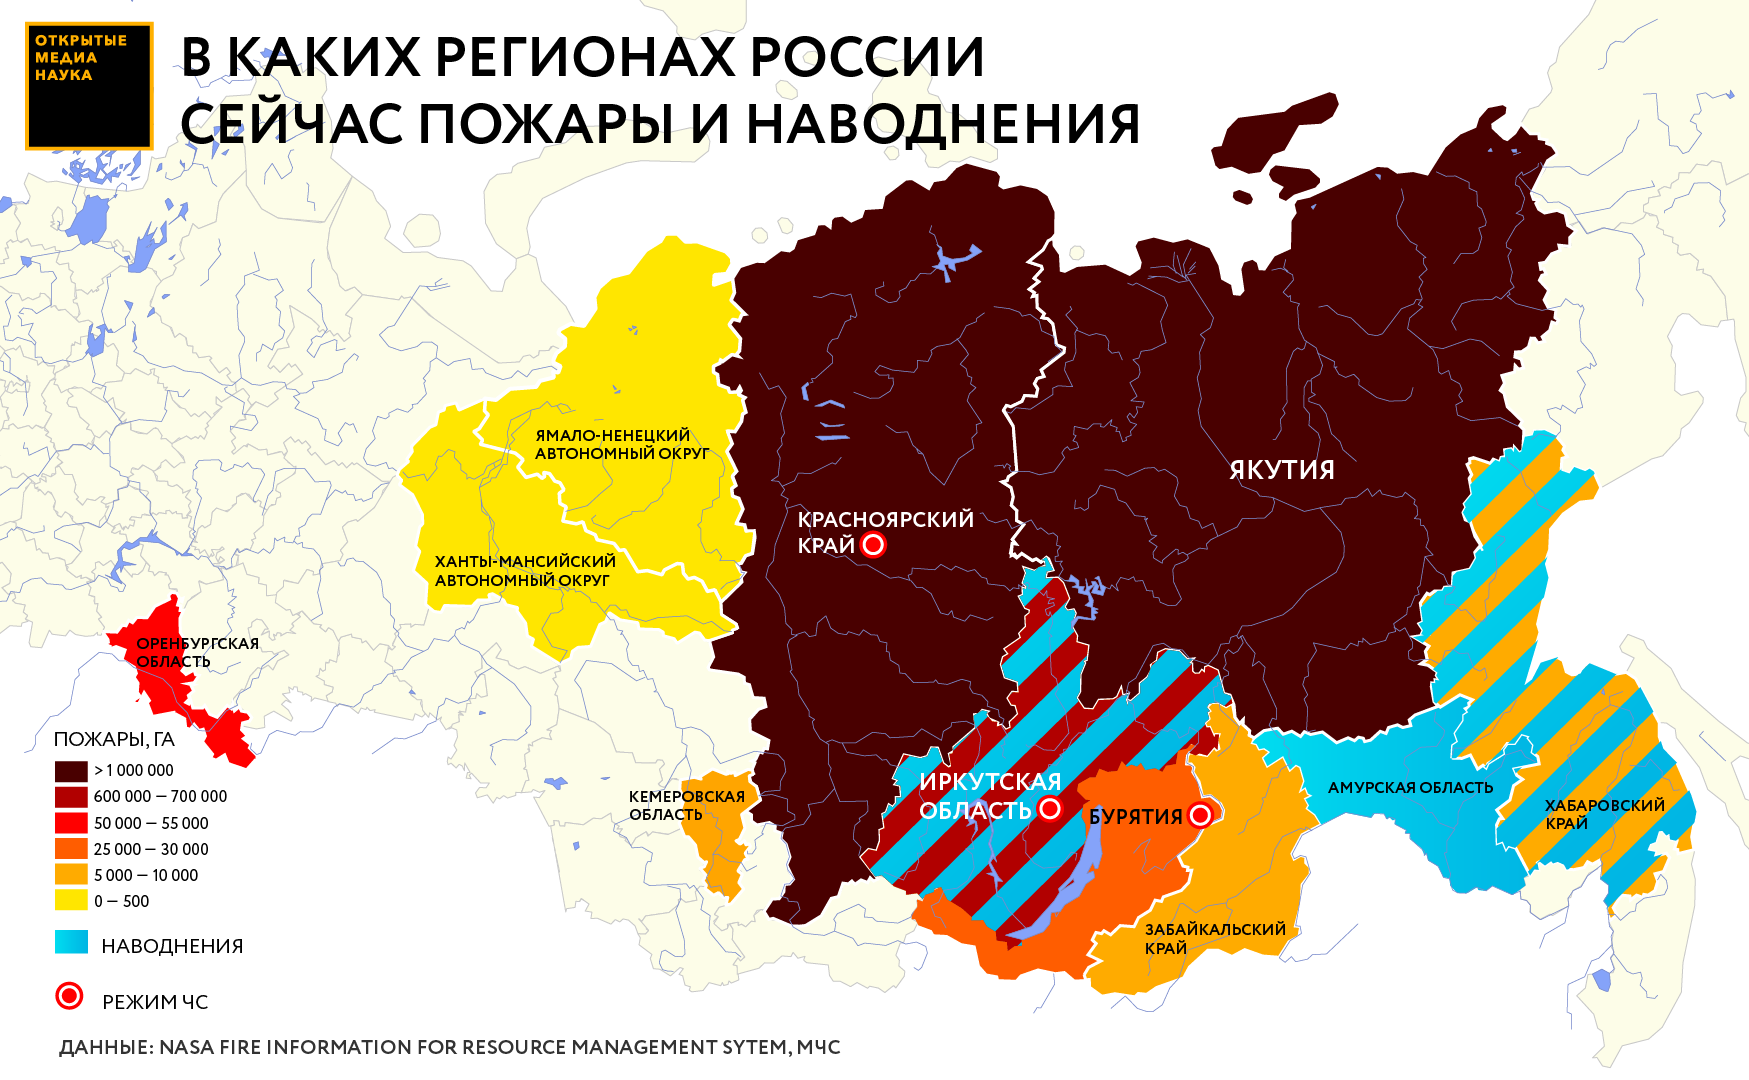 ОТКРЫТЫЕ
МЕДИА
НАУКА
В КАКИХ РЕГИОНАХ РОССИИ
СЕЙЧАС ПОЖАРЫ И НАВОДНЕНИЯ
ЯМАЛО-НЕНЕЦКИЙ
АВТОНОМНЫЙ ОКРУГ
ЯКУТИЯ
КРАСНОЯРСКИЙ
КРАЙ
ХАНТЫ-МАНСИЙСКИЙ
АВТОНОМНЫЙ ОКРУГ
ОРЕНБУРГСКАЯ
ОБЛАСТЬ
КЕМЕРОВСКАЯ
ОБЛАСТЬ
ИРКУТСКАЯ
ОБЛАСТЬ
БУРЯТИЯ
АМУРСКАЯ ОБЛАСТЬ
ХАБАРОВСКИЙ
КРАЙ
ЗАБАЙКАЛЬСКИЙ
КРАЙ
ПОЖАРЫ, ГА
> 1 000 000
600 000 — 700 000
50 000 — 55 000
25 000 — 30 000
5 000 — 10 000
0 — 500
НАВОДНЕНИЯ
РЕЖИМ ЧС
ДАННЫЕ: NASA FIRE INFORMATION FOR RESOURCE MANAGEMENT SYTEM, МЧС